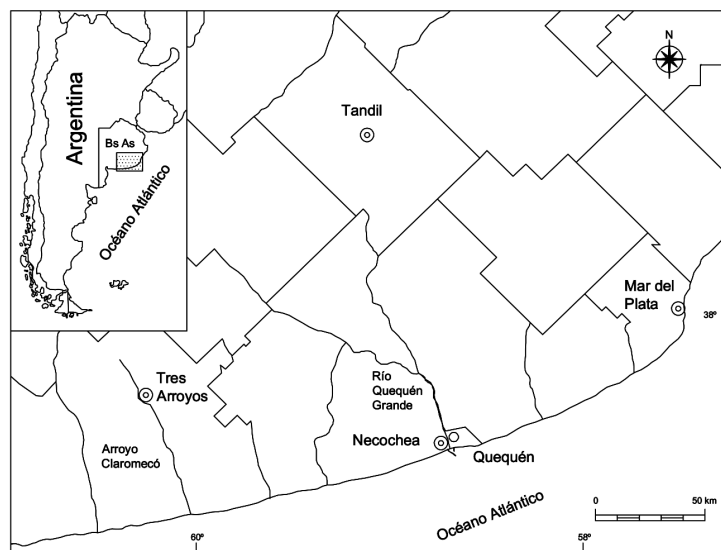 Argentina
Bs As
Océano Atlántico
N
Tandil
Mar del
Plata
38º
Tres
Arroyos
Río
Quequén
Grande
Necochea
Quequén
Arroyo
Claromecó
Océano Atlántico
0 50 km
60º
58º